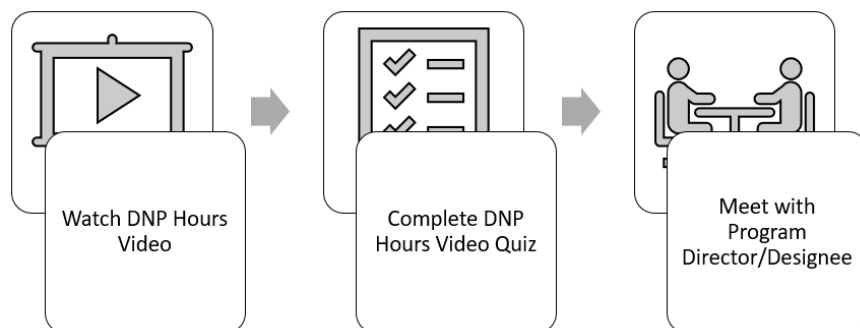 Watch DNP Hours
Video
Complete DNP
Hours Video Quiz
Meet with
Program
Director/Designee